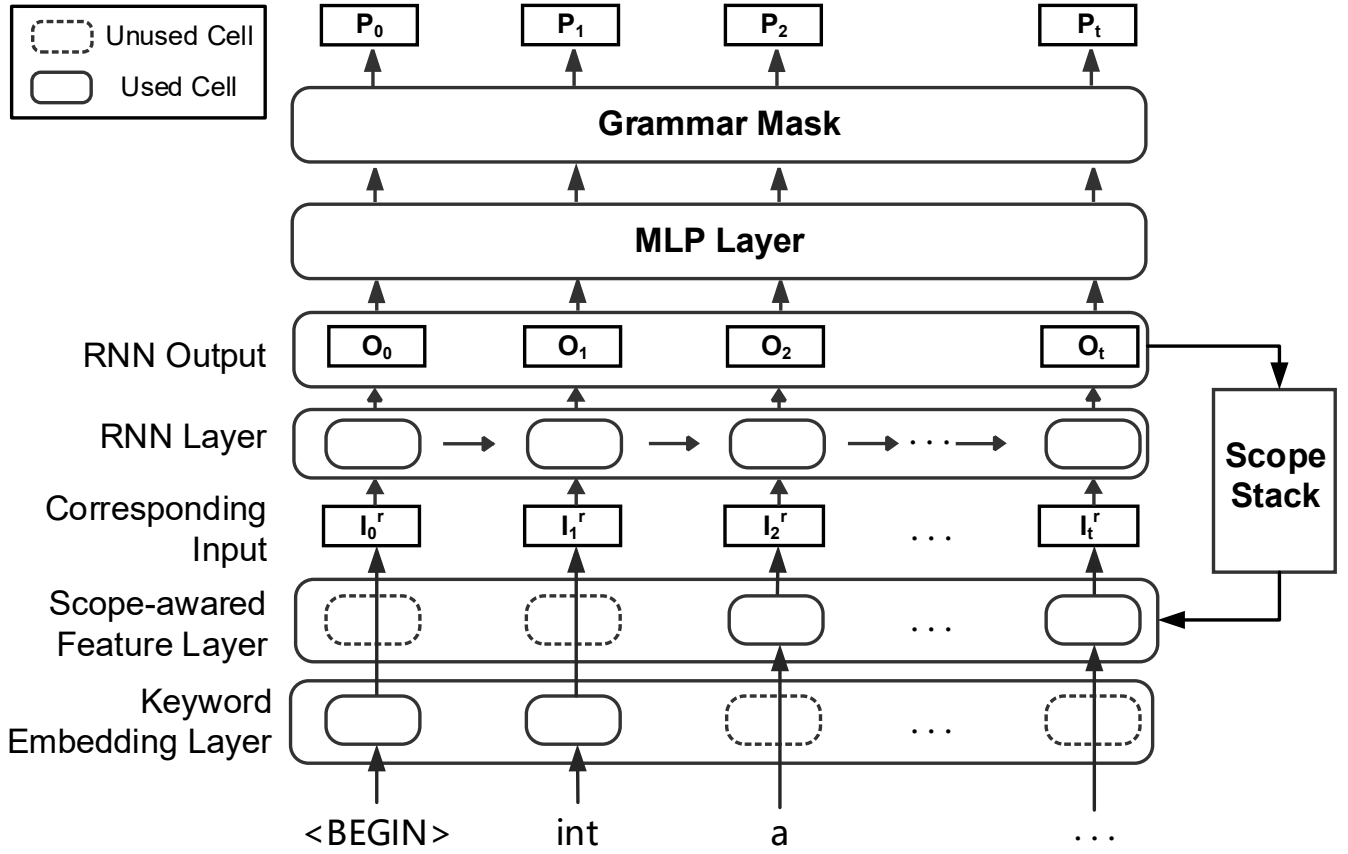 Unused Cell
Used Cell
P₀ P₁ P₂ Pₜ
Grammar Mask
MLP Layer
RNN Output
O₀ O₁ O₂ Oₜ
RNN Layer
. . .
Scope
Stack
Corresponding
Input
I₀ʳ I₁ʳ I₂ʳ . . . Iₜʳ
Scope-awared
Feature Layer
. . .
Keyword
Embedding Layer
. . .
<BEGIN> int a . . .